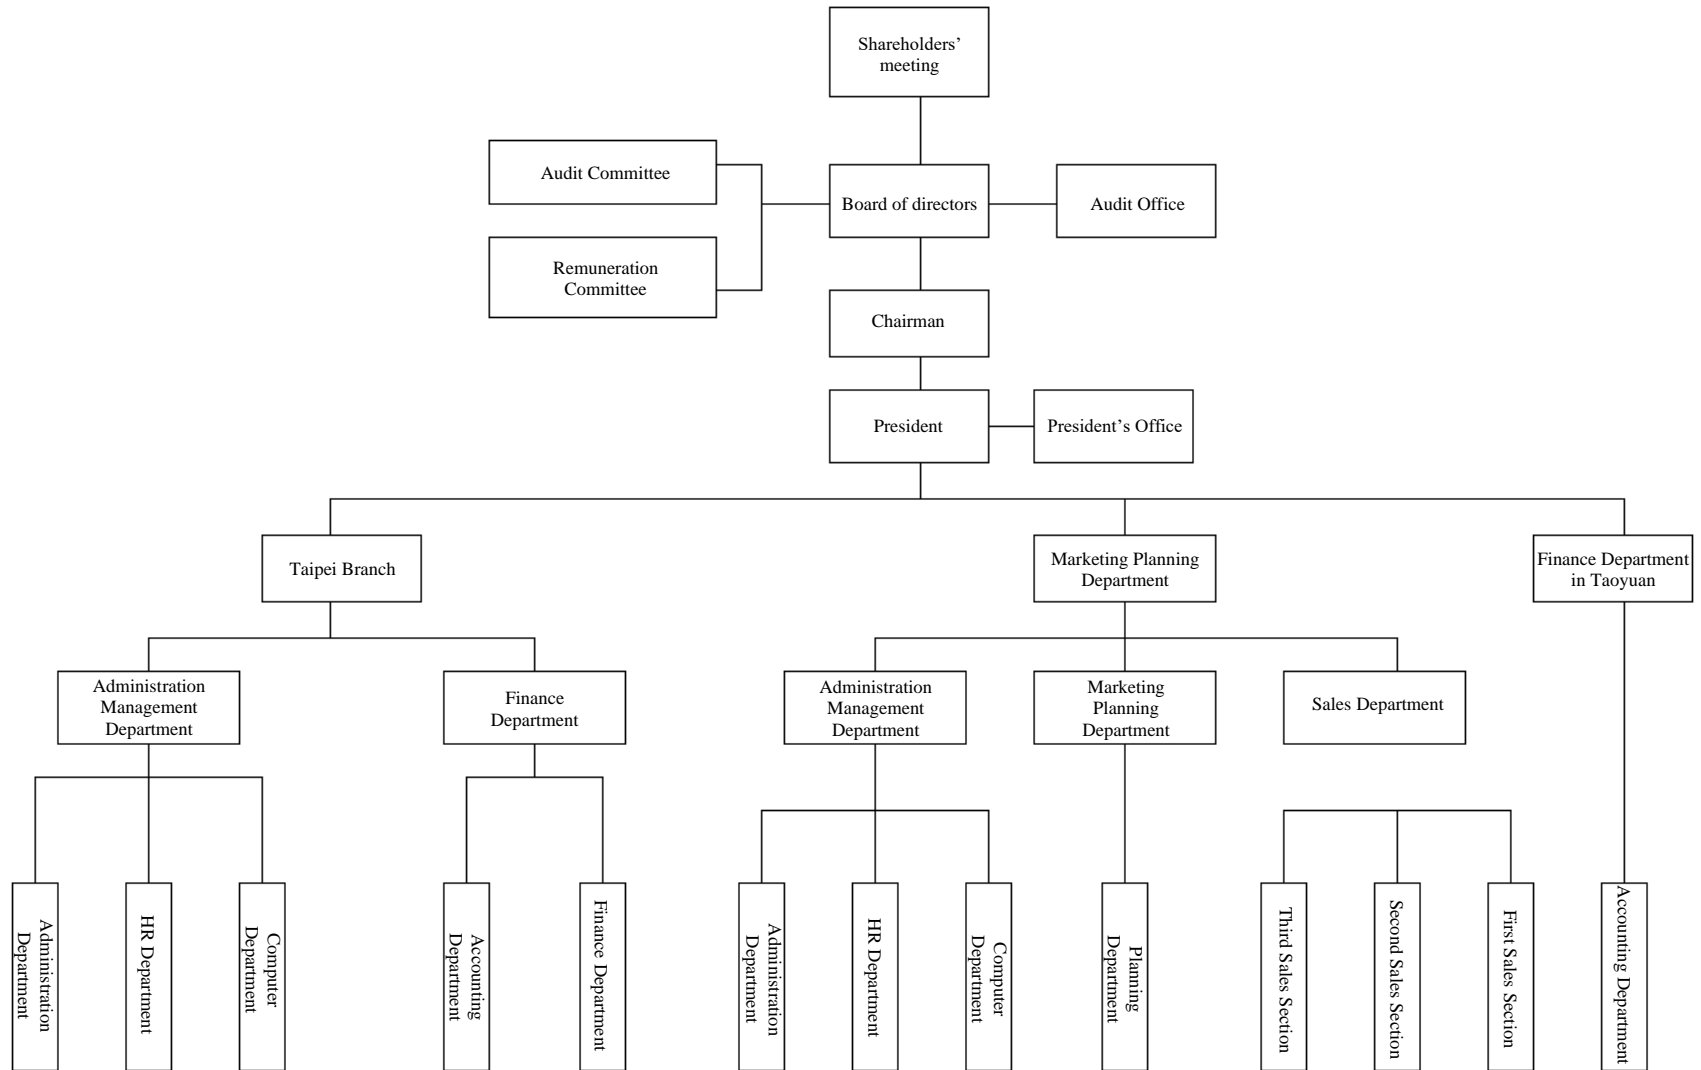 Shareholders’
meeting
Audit Committee
Board of directors
Audit Office
Remuneration
Committee
Chairman
President
President’s Office
Taipei Branch
Marketing Planning
Department
Finance Department
in Taoyuan
Administration
Management
Department
Finance
Department
Administration
Management
Department
Marketing
Planning
Department
Sales Department
Administration
Department
HR Department
Computer
Department
Accounting
Department
Finance Department
Administration
Department
HR Department
Computer
Department
Planning
Department
Third Sales Section
Second Sales Section
First Sales Section
Accounting Department